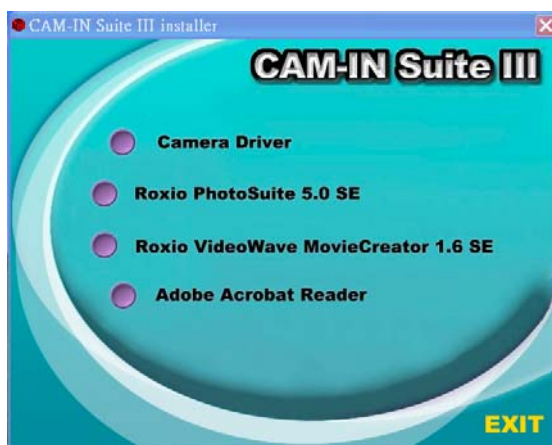 CAM-IN Suite III installer
CAM-IN Suite III
Camera Driver
Roxio PhotoSuite 5.0 SE
Roxio VideoWave MovieCreator 1.6 SE
Adobe Acrobat Reader
EXIT